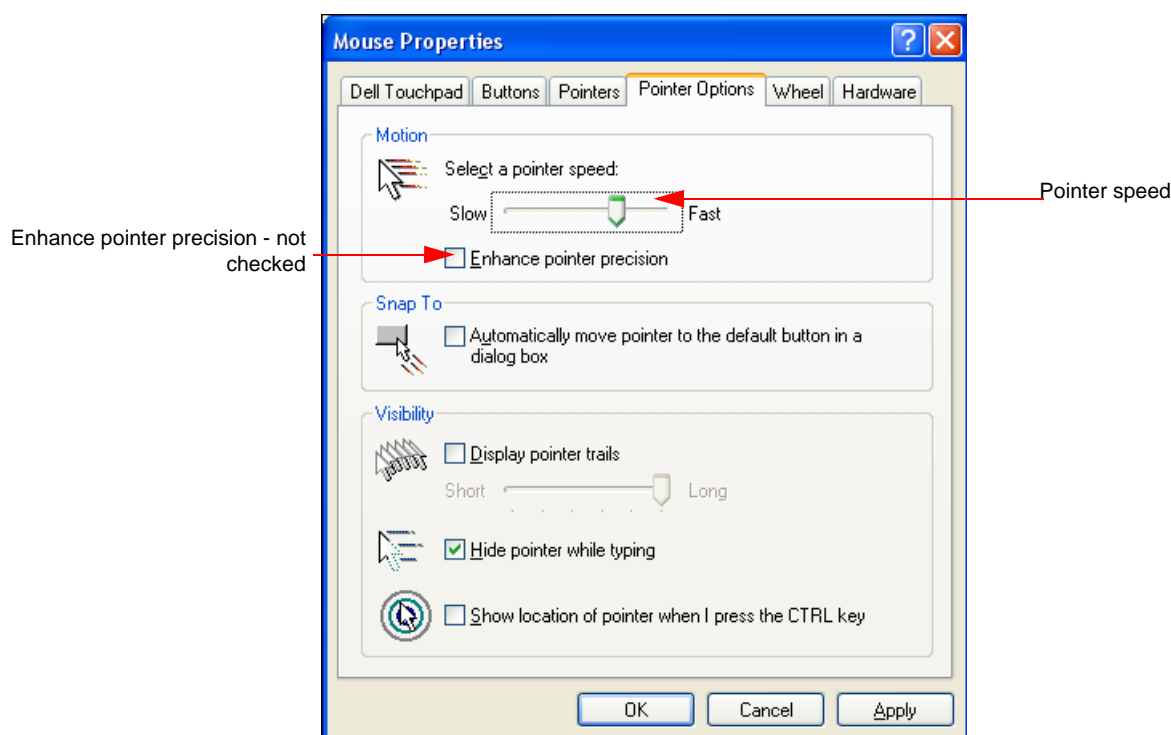 Mouse Properties
Dell Touchpad Buttons Pointers Pointer Options Wheel Hardware
Motion
Select a pointer speed:
Slow Fast
Pointer speed
Enhance pointer precision - not
checked
Enhance pointer precision
Snap To
Automatically move pointer to the default button in a
dialog box
Visibility
Display pointer trails
Short Long
Hide pointer while typing
Show location of pointer when I press the CTRL key
OK Cancel Apply